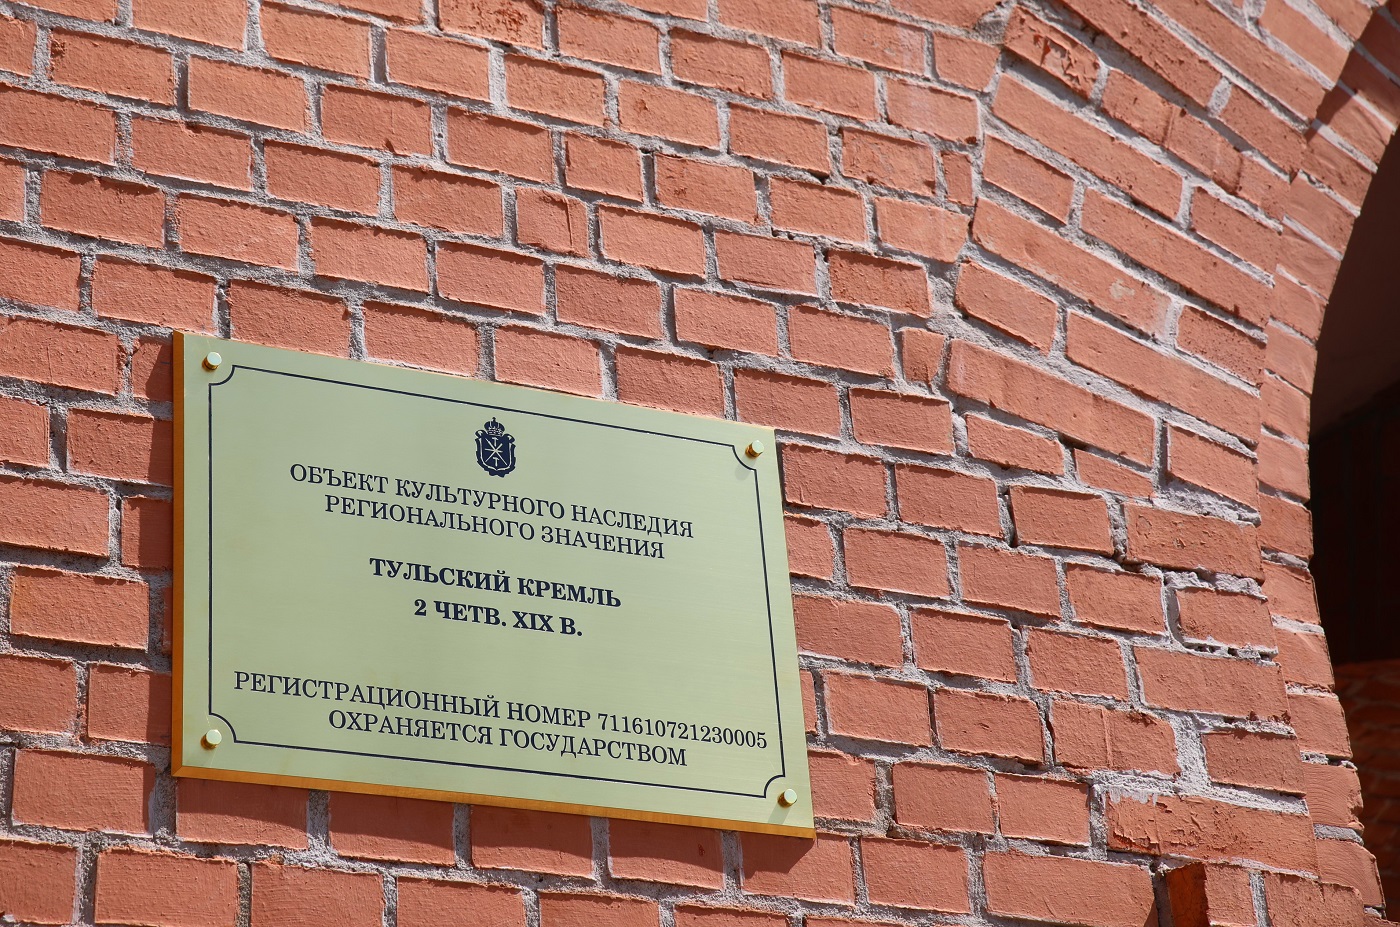 ОБЪЕКТ КУЛЬТУРНОГО НАСЛЕДИЯ
РЕГИОНАЛЬНОГО ЗНАЧЕНИЯ
ТУЛЬСКИЙ КРЕМЛЬ
2 ЧЕТВ. XIX В.
РЕГИСТРАЦИОННЫЙ НОМЕР 711610721230005
ОХРАНЯЕТСЯ ГОСУДАРСТВОМ